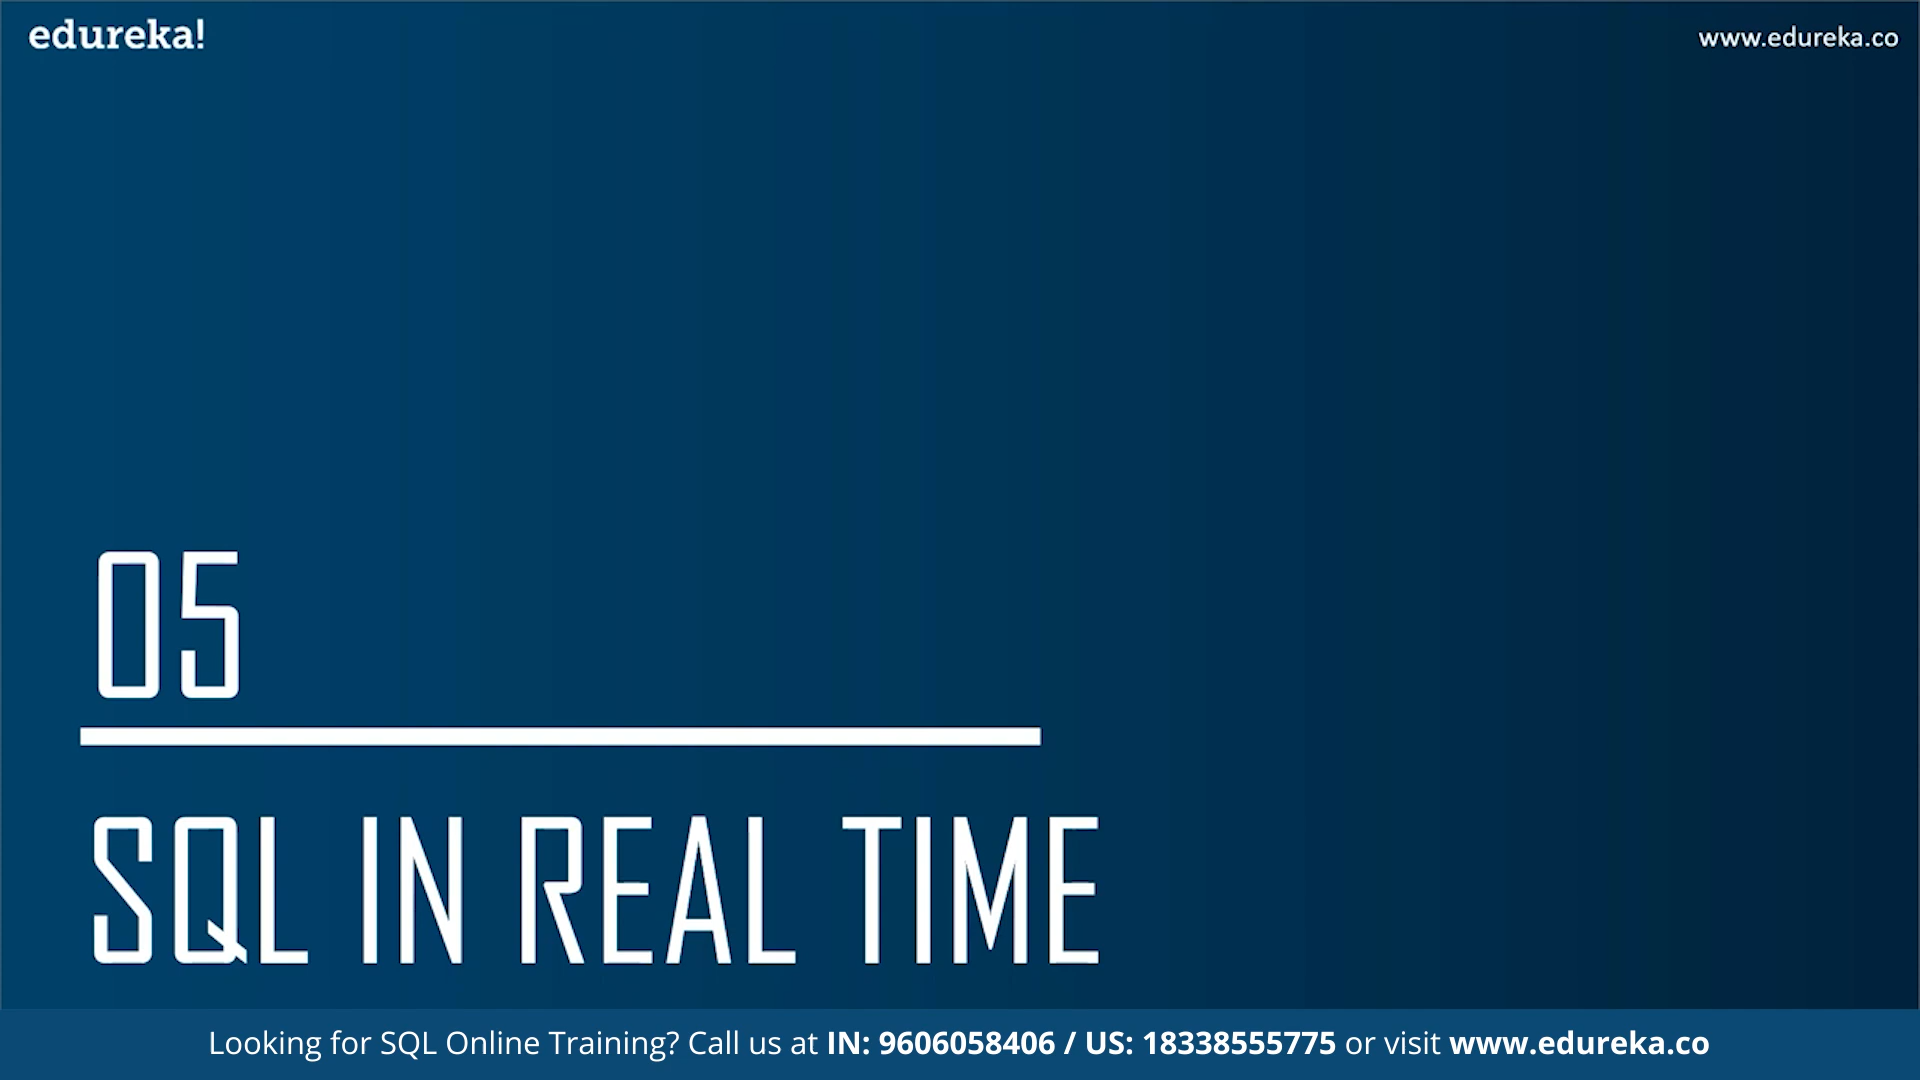 edureka!
www.edureka.co
05
SQL IN REAL TIME
Looking for SQL Online Training? Call us at IN: 9606058406 / US: 18338555775 or visit www.edureka.co